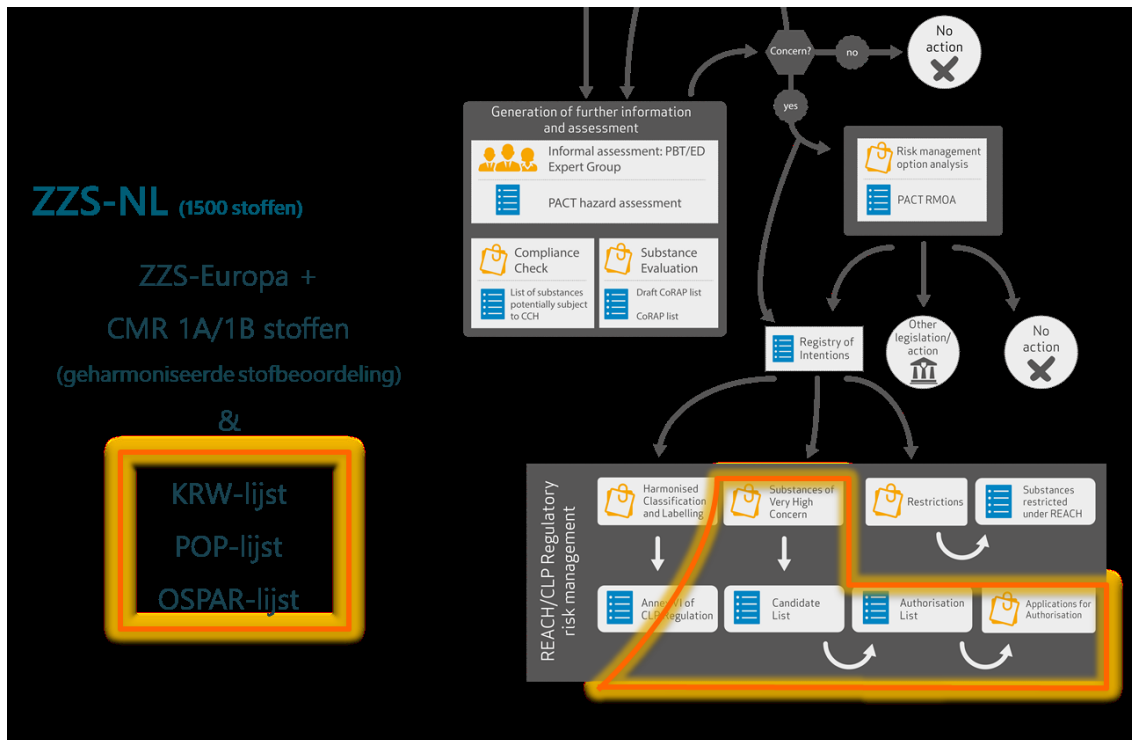 ZZS-NL (1500 stoffen)
ZZS-Europa +
CMR 1A/1B stoffen
(geharmoniseerde stofbeoordeling)
&
KRW-lijst
POP-lijst
OSPAR-lijst
Concern?
no
No
action
yes
Generation of further information
and assessment
Informal assessment: PBT/ED
Expert Group
PACT hazard assessment
Compliance
Check
List of substances
potentially subject
to CCH
Substance
Evaluation
Draft CoRAP list
CoRAP list
Risk management
option analysis
PACT RMOA
Registry of
Intentions
Other
legislation/
action
No
action
REACH/CLP Regulatory
risk management
Harmonised
Classification
and Labelling
Substances of
Very High
Concern
Restrictions
Substances
restricted
under REACH
Annex VI of
CLP Regulation
Candidate
List
Authorisation
List
Applications for
Authorisation